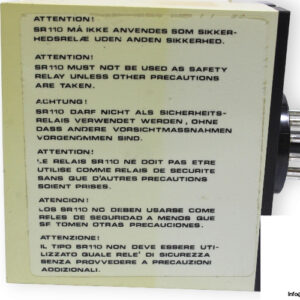 ATTENTION!
SR110 MÅ IKKE ANVENDES SOM SIKKER-
HEDSRELÆ UDEN ANDEN SIKKERHED.
ATTENTION!
SR110 MUST NOT BE USED AS SAFETY
RELAY UNLESS OTHER PRECAUTIONS
ARE TAKEN.
ACHTUNG!
SR110 DARF NICHT ALS SICHERHEITS-
RELAIS VERWENDET WERDEN, OHNE
DASS ANDERE VORSICHTMASSNAHMEN
VORGENOMMEN SIND.
ATTENTION!
LE RELAIS SR110 NE DOIT PAS ETRE
UTILISE COMME RELAIS DE SECURITE
SANS QUE D'AUTRES PRECAUTIONS
SOIENT PRISES.
ATENCION!
LOS SR110 NO DEBEN USARSE COMO
RELES DE SEGURIDAD A MENOS QUE
SF TOMEN OTRAS PRECAUCIONES.
ATTENZIONE!
IL TIPO SR110 NON DEVE ESSERE UTI-
LIZZATO QUALE RELE' DI SICUREZZA
SENZA PROVVEDERE A PRECAUZIONI
ADDIZIONALI.